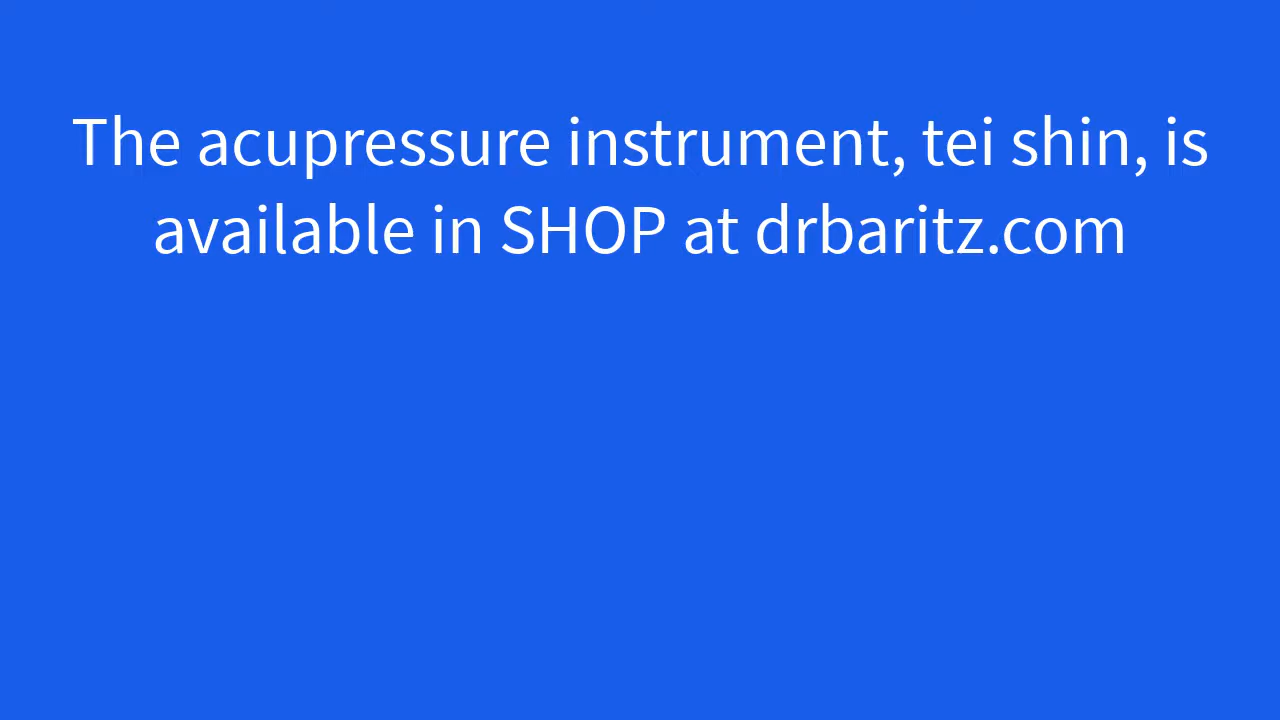 The acupressure instrument, tei shin, is
available in SHOP at drbaritz.com